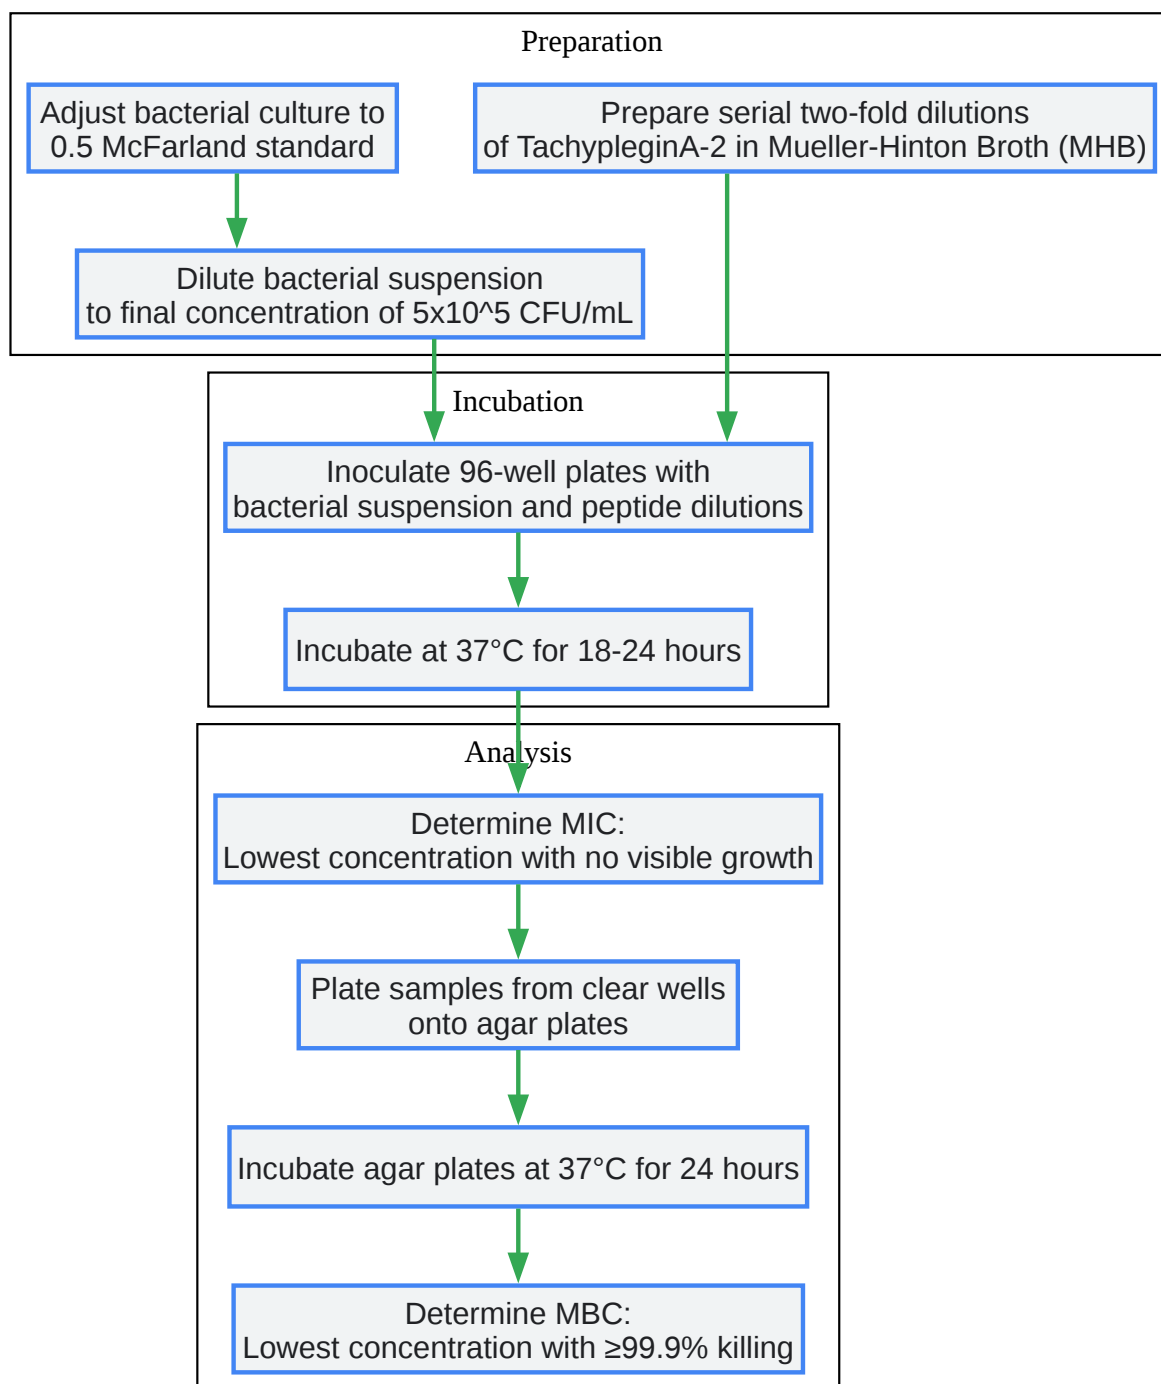 Preparation
Adjust bacterial culture to
0.5 McFarland standard
Prepare serial two-fold dilutions
of TachypleginA-2 in Mueller-Hinton Broth (MHB)
Dilute bacterial suspension
to final concentration of 5x10^5 CFU/mL
Incubation
Inoculate 96-well plates with
bacterial suspension and peptide dilutions
Incubate at 37°C for 18-24 hours
Analysis
Determine MIC:
Lowest concentration with no visible growth
Plate samples from clear wells
onto agar plates
Incubate agar plates at 37°C for 24 hours
Determine MBC:
Lowest concentration with ≥99.9% killing